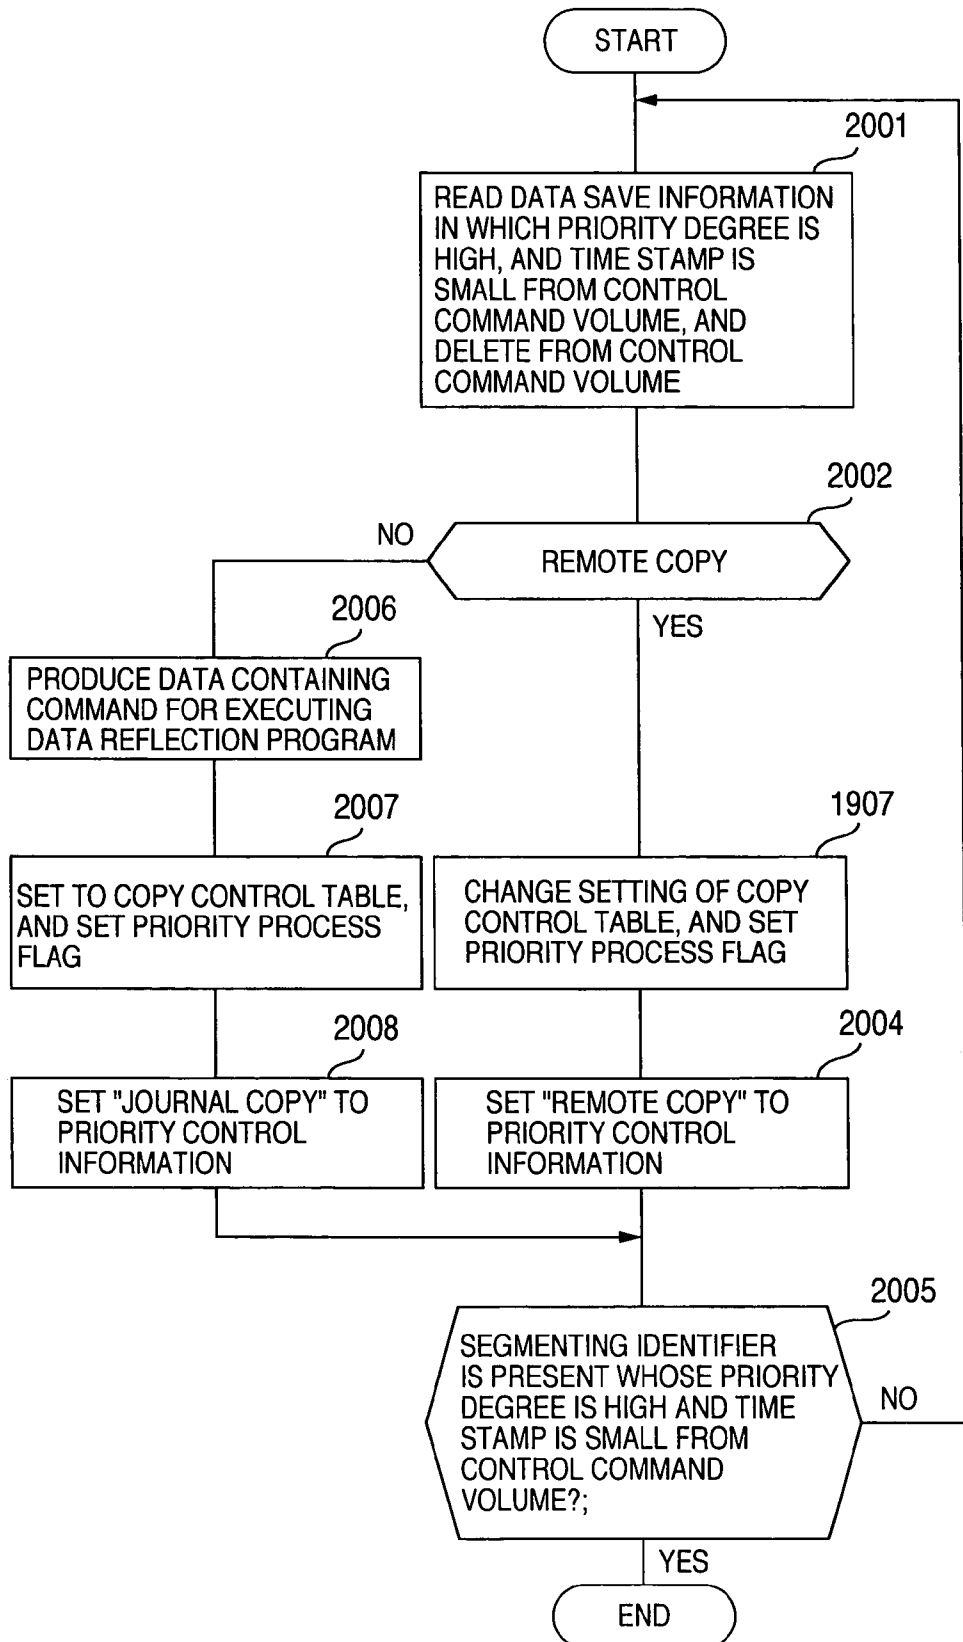 START
2001
READ DATA SAVE INFORMATION
IN WHICH PRIORITY DEGREE IS
HIGH, AND TIME STAMP IS
SMALL FROM CONTROL
COMMAND VOLUME, AND
DELETE FROM CONTROL
COMMAND VOLUME
2002
NO
REMOTE COPY
YES
2006
PRODUCE DATA CONTAINING
COMMAND FOR EXECUTING
DATA REFLECTION PROGRAM
2007
SET TO COPY CONTROL TABLE,
AND SET PRIORITY PROCESS
FLAG
1907
CHANGE SETTING OF COPY
CONTROL TABLE, AND SET
PRIORITY PROCESS FLAG
2008
SET "JOURNAL COPY" TO
PRIORITY CONTROL
INFORMATION
2004
SET "REMOTE COPY" TO
PRIORITY CONTROL
INFORMATION
2005
SEGMENTING IDENTIFIER
IS PRESENT WHOSE PRIORITY
DEGREE IS HIGH AND TIME
STAMP IS SMALL FROM
CONTROL COMMAND
VOLUME?;
NO
YES
END